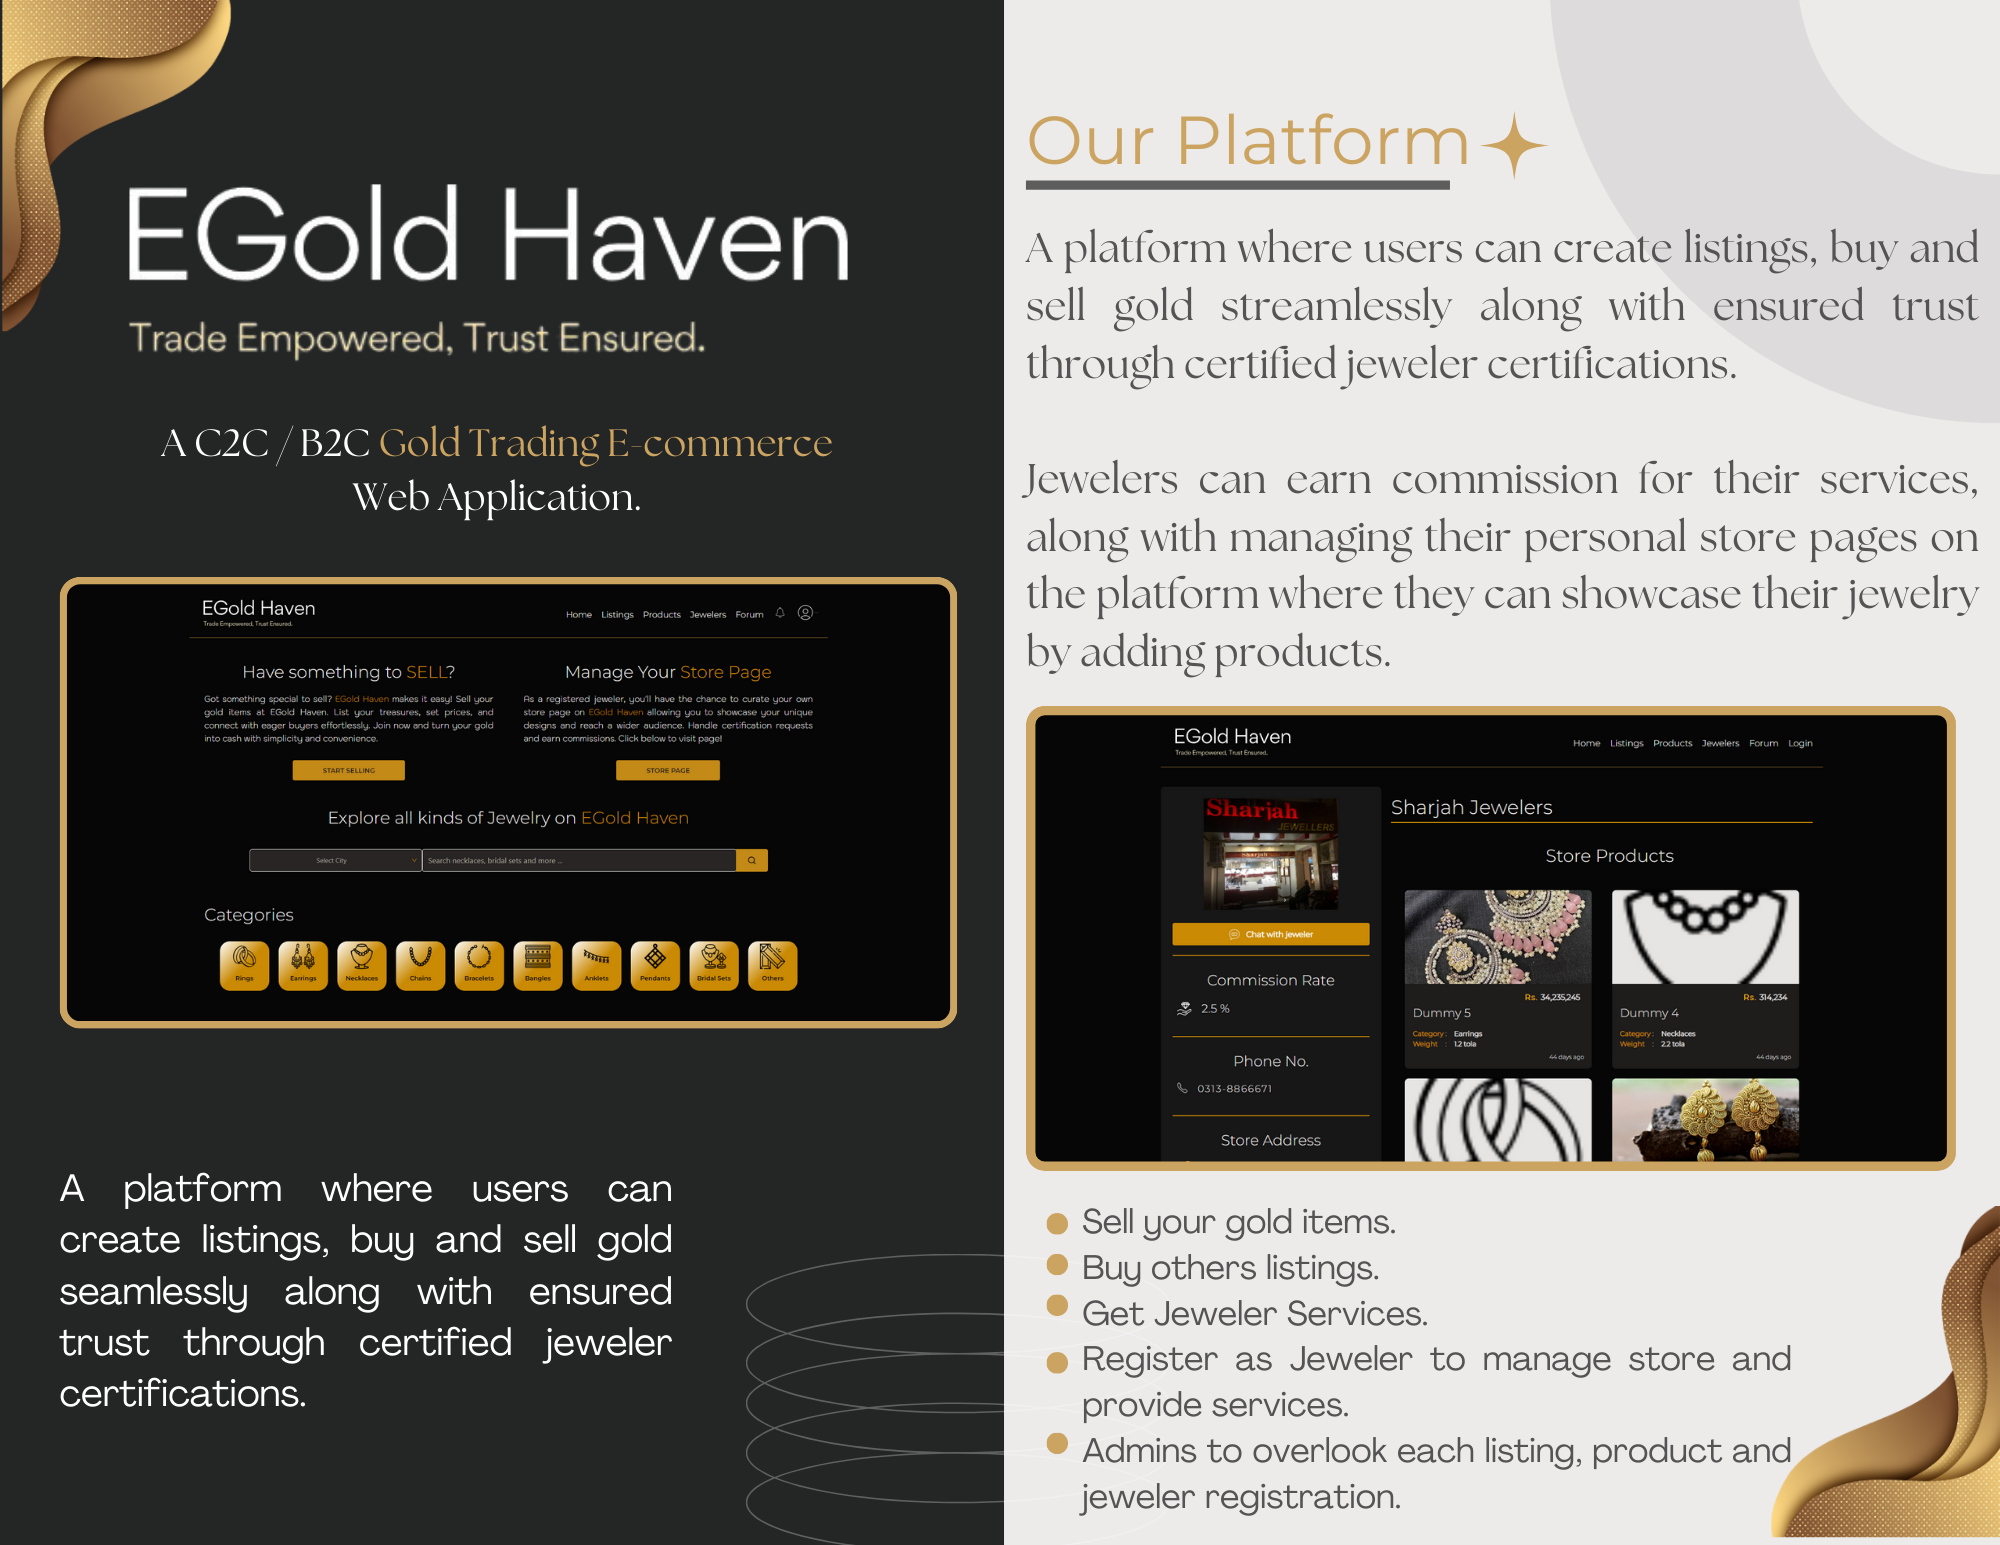 EGold Haven
Trade Empowered, Trust Ensured.
A C2C / B2C Gold Trading E-commerce
Web Application.
EGold Haven
Trade Empowered, Trust Ensured.
Home Listings Products Jewelers Forum
Have something to SELL?
Got something special to sell? EGold Haven makes it easy! Sell your
gold items at EGold Haven. List your treasures, set prices, and
connect with eager buyers effortlessly. Join now and turn your gold
into cash with simplicity and convenience.
START SELLING
Manage Your Store Page
As a registered jeweler, you'll have the chance to curate your own
store page on EGold Haven allowing you to showcase your unique
designs and reach a wider audience. Handle certification requests
and earn commissions. Click below to visit page!
STORE PAGE
Explore all kinds of Jewelry on EGold Haven
Select City
Search necklaces, bridal sets and more ...
Categories
Rings Earrings Necklaces Chains Bracelets Bangles Anklets Pendants Bridal Sets Others
A platform where users can
create listings, buy and sell gold
seamlessly along with ensured
trust through certified jeweler
certifications.
Our Platform
A platform where users can create listings, buy and
sell gold streamlessly along with ensured trust
through certified jeweler certifications.
Jewelers can earn commission for their services,
along with managing their personal store pages on
the platform where they can showcase their jewelry
by adding products.
EGold Haven
Trade Empowered, Trust Ensured.
Home Listings Products Jewelers Forum Login
Sharjah
JEWELLERS
Sharjah
Chat with jeweler
Commission Rate
2.5 %
Phone No.
0313-8866671
Store Address
Sharjah Jewelers
Store Products
Rs. 34,235,245
Dummy 5
Category : Earrings
Weight : 1.2 tola
44 days ago
Rs. 314,234
Dummy 4
Category : Necklaces
Weight : 2.2 tola
44 days ago
Sell your gold items.
Buy others listings.
Get Jeweler Services.
Register as Jeweler to manage store and
provide services.
Admins to overlook each listing, product and
jeweler registration.